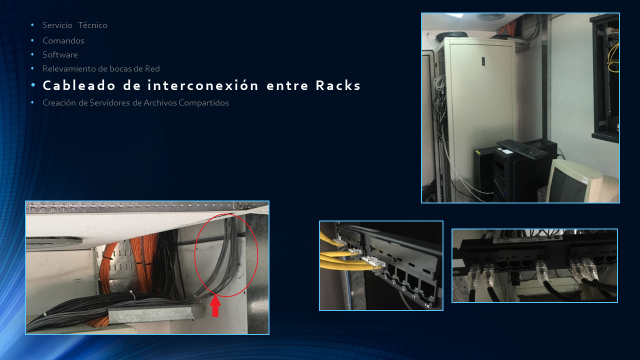 Servicio Técnico
Comandos
Software
Relevamiento de bocas de Red
Cableado de interconexión entre Racks
Creación de Servidores de Archivos Compartidos